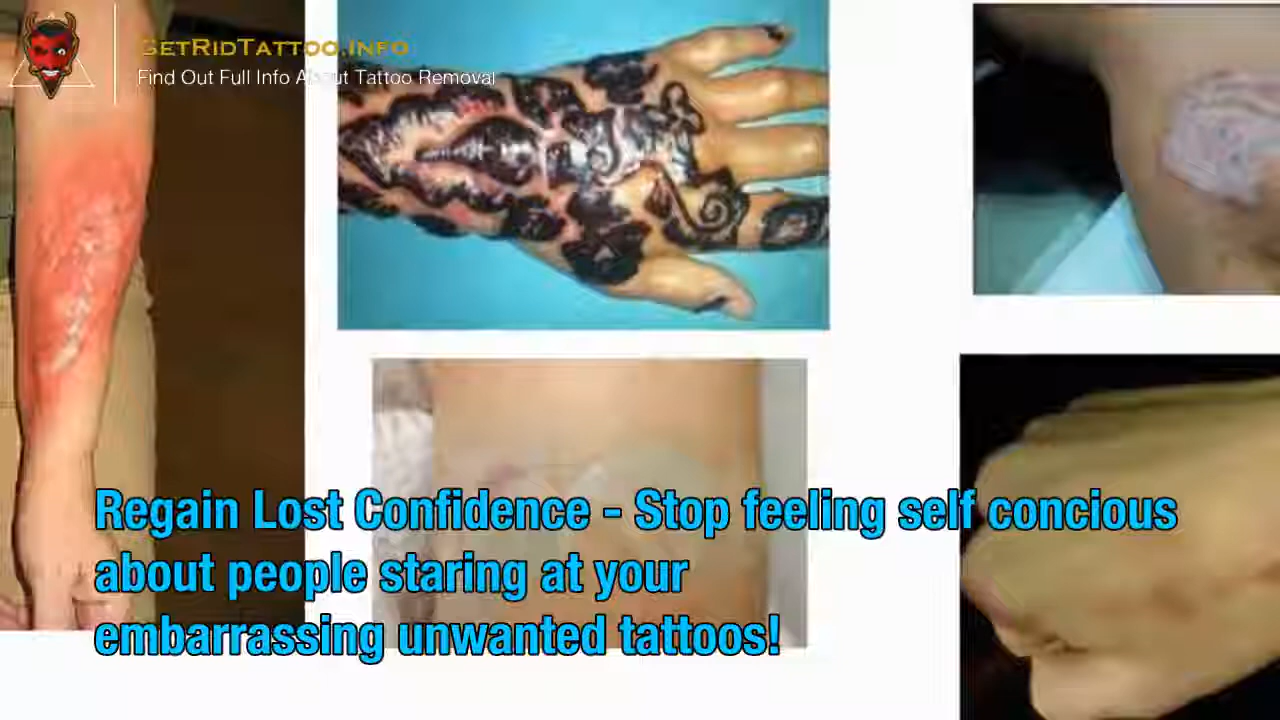 GetRidTattoo.Info
Find Out Full Info About Tattoo Removal
Regain Lost Confidence - Stop feeling self concious
about people staring at your
embarrassing unwanted tattoos!